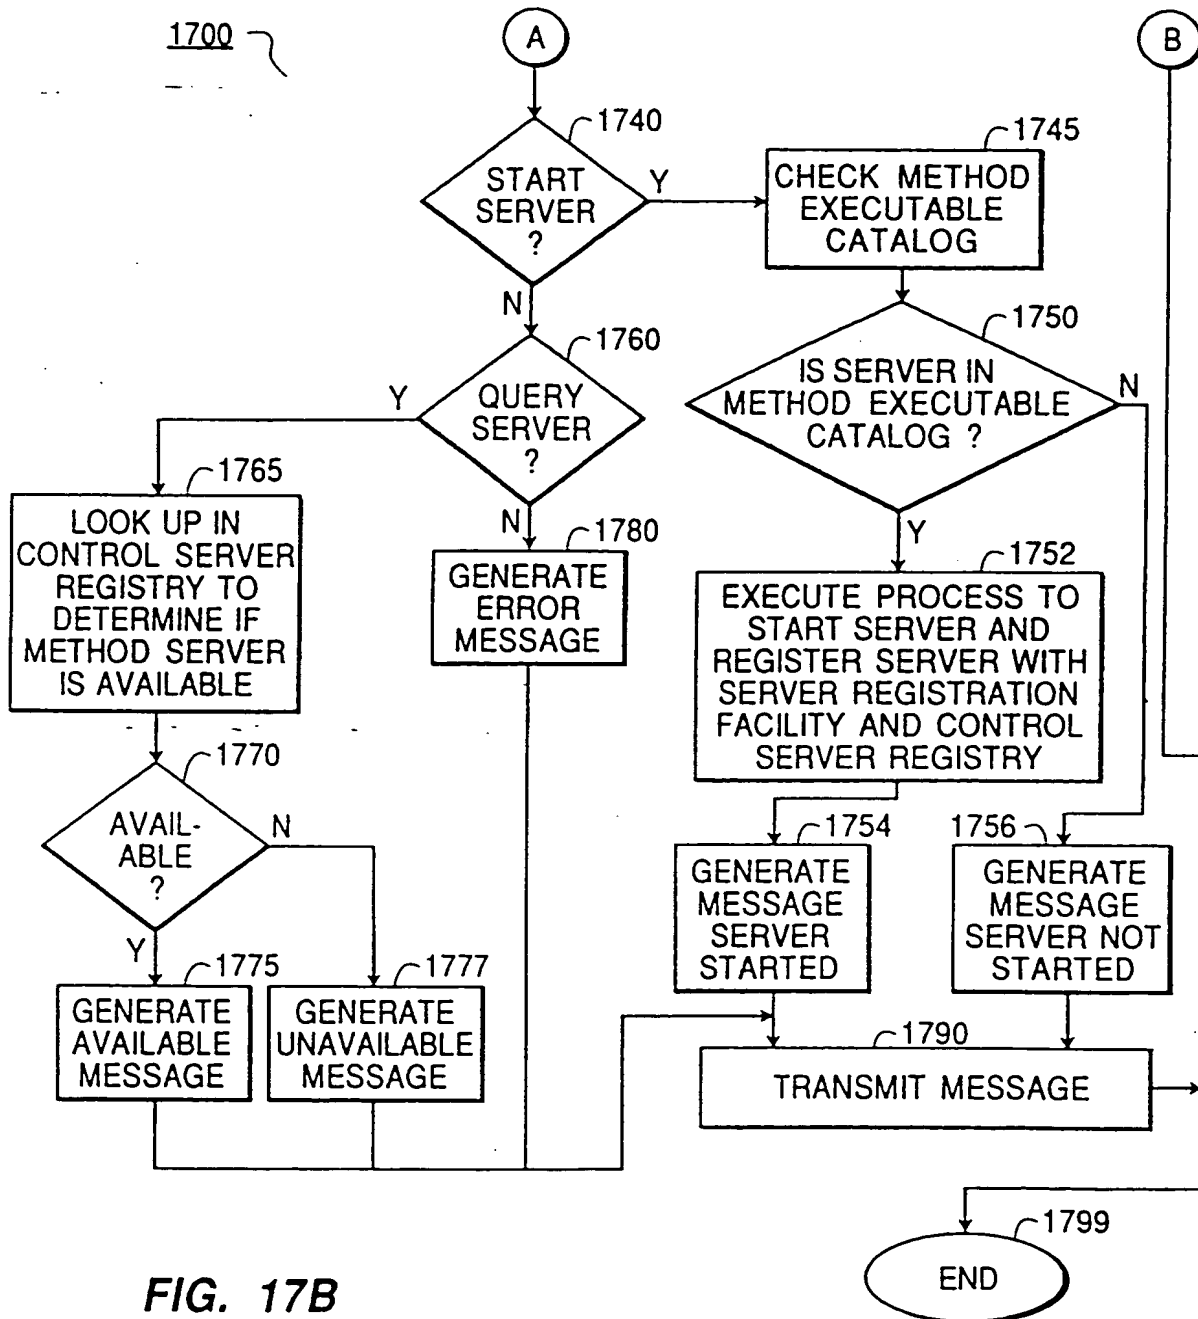 1700
A
B
1740
START
SERVER
?
Y
N
1745
CHECK METHOD
EXECUTABLE
CATALOG
1750
IS SERVER IN
METHOD EXECUTABLE
CATALOG ?
N
Y
1760
QUERY
SERVER
?
Y
N
1765
LOOK UP IN
CONTROL SERVER
REGISTRY TO
DETERMINE IF
METHOD SERVER
IS AVAILABLE
1780
GENERATE
ERROR
MESSAGE
1752
EXECUTE PROCESS TO
START SERVER AND
REGISTER SERVER WITH
SERVER REGISTRATION
FACILITY AND CONTROL
SERVER REGISTRY
1770
AVAIL-
ABLE
?
N
Y
1754
GENERATE
MESSAGE
SERVER
STARTED
1756
GENERATE
MESSAGE
SERVER NOT
STARTED
1775
GENERATE
AVAILABLE
MESSAGE
1777
GENERATE
UNAVAILABLE
MESSAGE
1790
TRANSMIT MESSAGE
1799
END
FIG. 17B